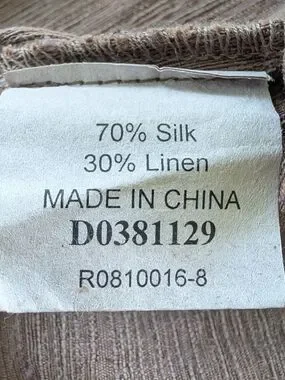 70% Silk
30% Linen
MADE IN CHINA
D0381129
R0810016-8